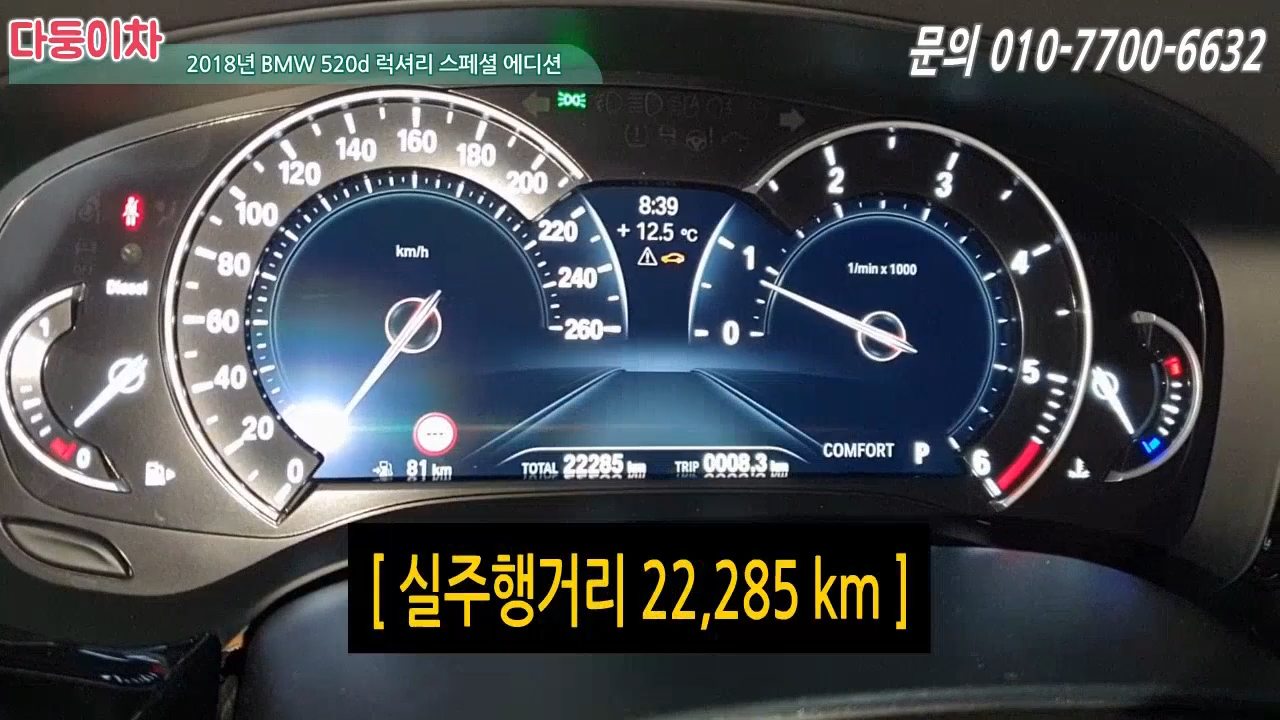 다둥이차
2018년 BMW 520d 럭셔리 스페셜 에디션
문의 010-7700-6632
0
20
40
60
80
100
120
140
160
180
200
220
240
260
km/h
8:39
+ 12.5 °C
0
1
2
3
4
5
6
1/min x 1000
Diesel
1
0
81 km
TOTAL 22285 km
TRIP 0008.3 km
COMFORT P
[ 실주행거리 22,285 km ]